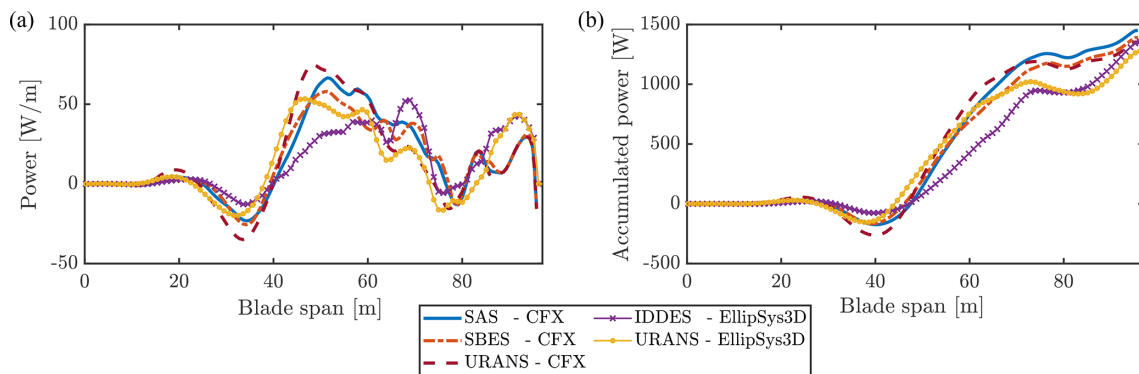 (a)
100
50
0
-50
Power [W/m]
0 20 40 60 80
Blade span [m]
(b)
1500
1000
500
0
-500
Accumulated power [W]
0 20 40 60 80
Blade span [m]
SAS - CFX
SBES - CFX
URANS - CFX
IDDES - EllipSys3D
URANS - EllipSys3D